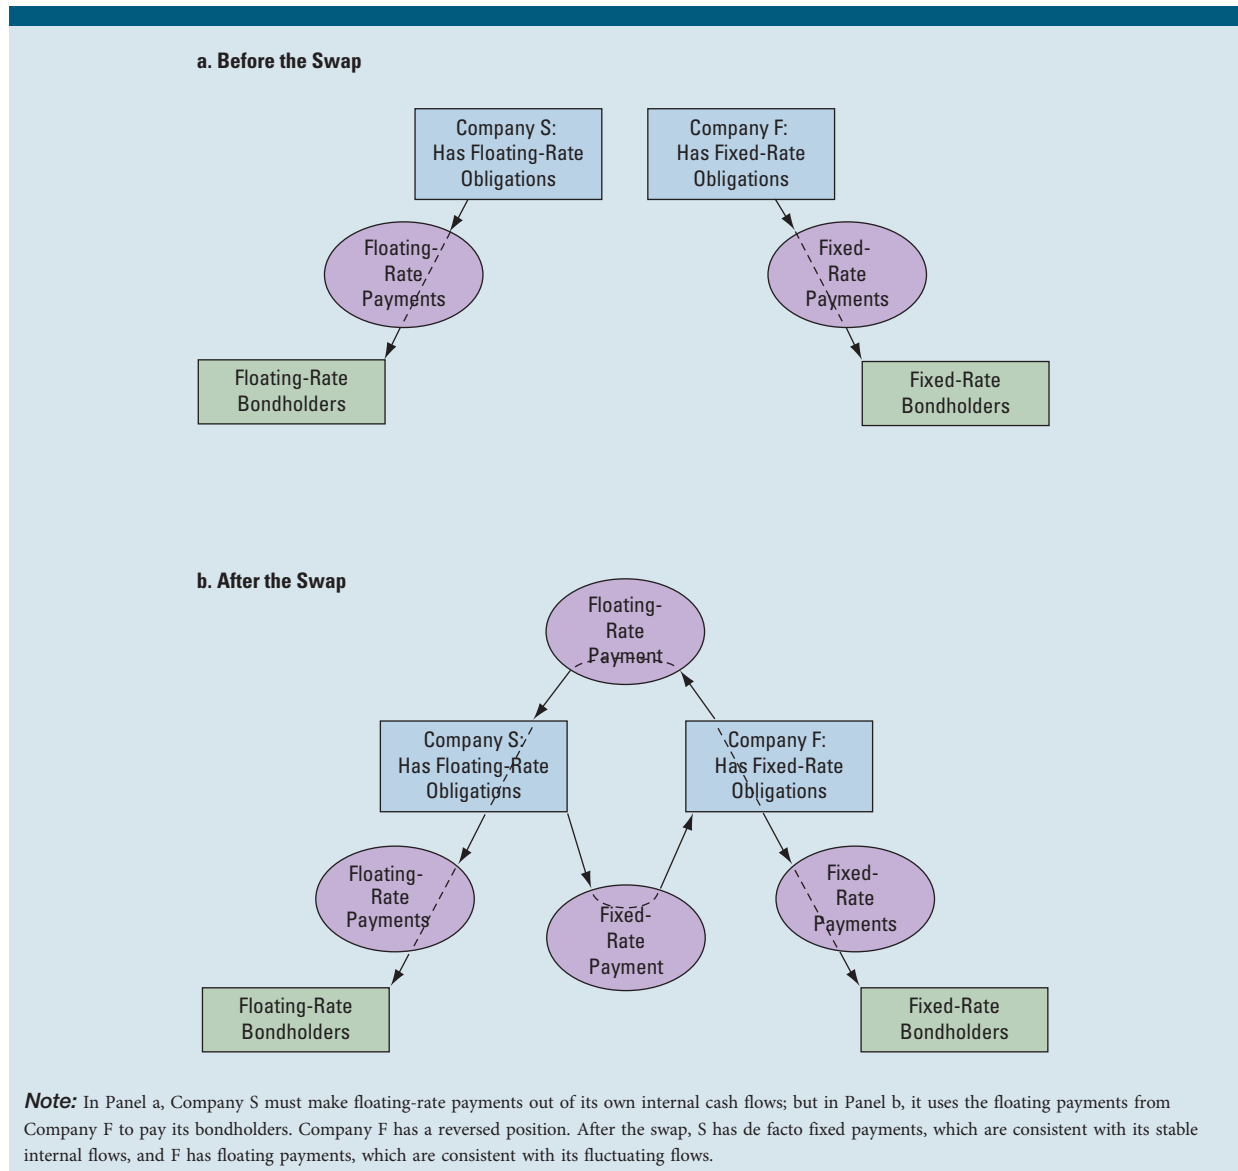 a. Before the Swap
Company S:
Has Floating-Rate
Obligations
Company F:
Has Fixed-Rate
Obligations
Floating-
Rate
Payments
Fixed-
Rate
Payments
Floating-Rate
Bondholders
Fixed-Rate
Bondholders
b. After the Swap
Floating-
Rate
Payment
Company S:
Has Floating-Rate
Obligations
Company F:
Has Fixed-Rate
Obligations
Floating-
Rate
Payments
Fixed-
Rate
Payment
Fixed-
Rate
Payments
Floating-Rate
Bondholders
Fixed-Rate
Bondholders
Note: In Panel a, Company S must make floating-rate payments out of its own internal cash flows; but in Panel b, it uses the floating payments from
Company F to pay its bondholders. Company F has a reversed position. After the swap, S has de facto fixed payments, which are consistent with its stable
internal flows, and F has floating payments, which are consistent with its fluctuating flows.